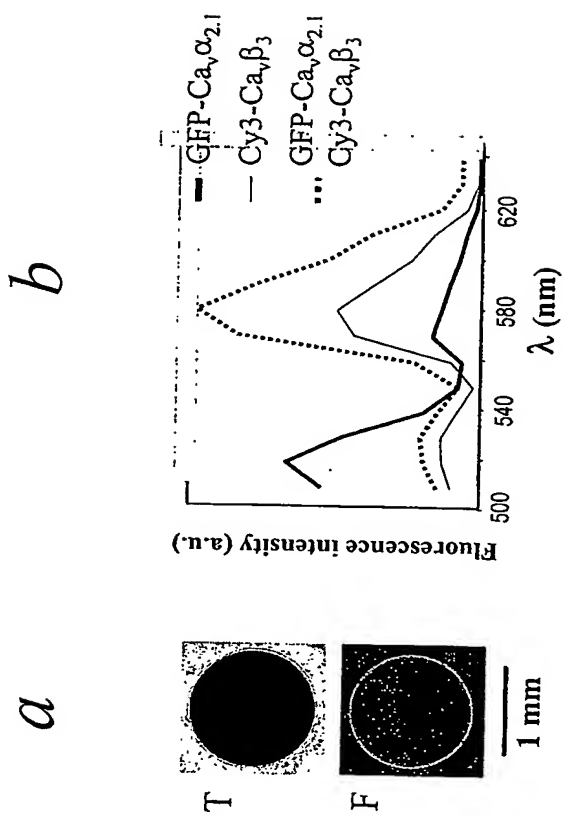 a
T
F
1 mm
b
Fluorescence intensity (a.u.)
GFP-Caᵥα₂.₁
Cy3-Caᵥβ₃
GFP-Caᵥα₂.₁
Cy3-Caᵥβ₃
500 540 580 620
λ (nm)